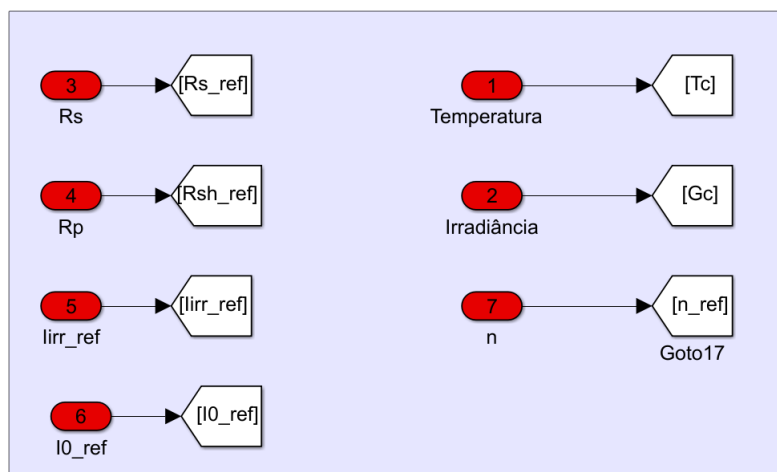 3
[Rs_ref]
Rs
4
[Rsh_ref]
Rp
5
[Iirr_ref]
Iirr_ref
6
[I0_ref]
I0_ref
1
[Tc]
Temperatura
2
[Gc]
Irradiância
7
[n_ref]
n
Goto17